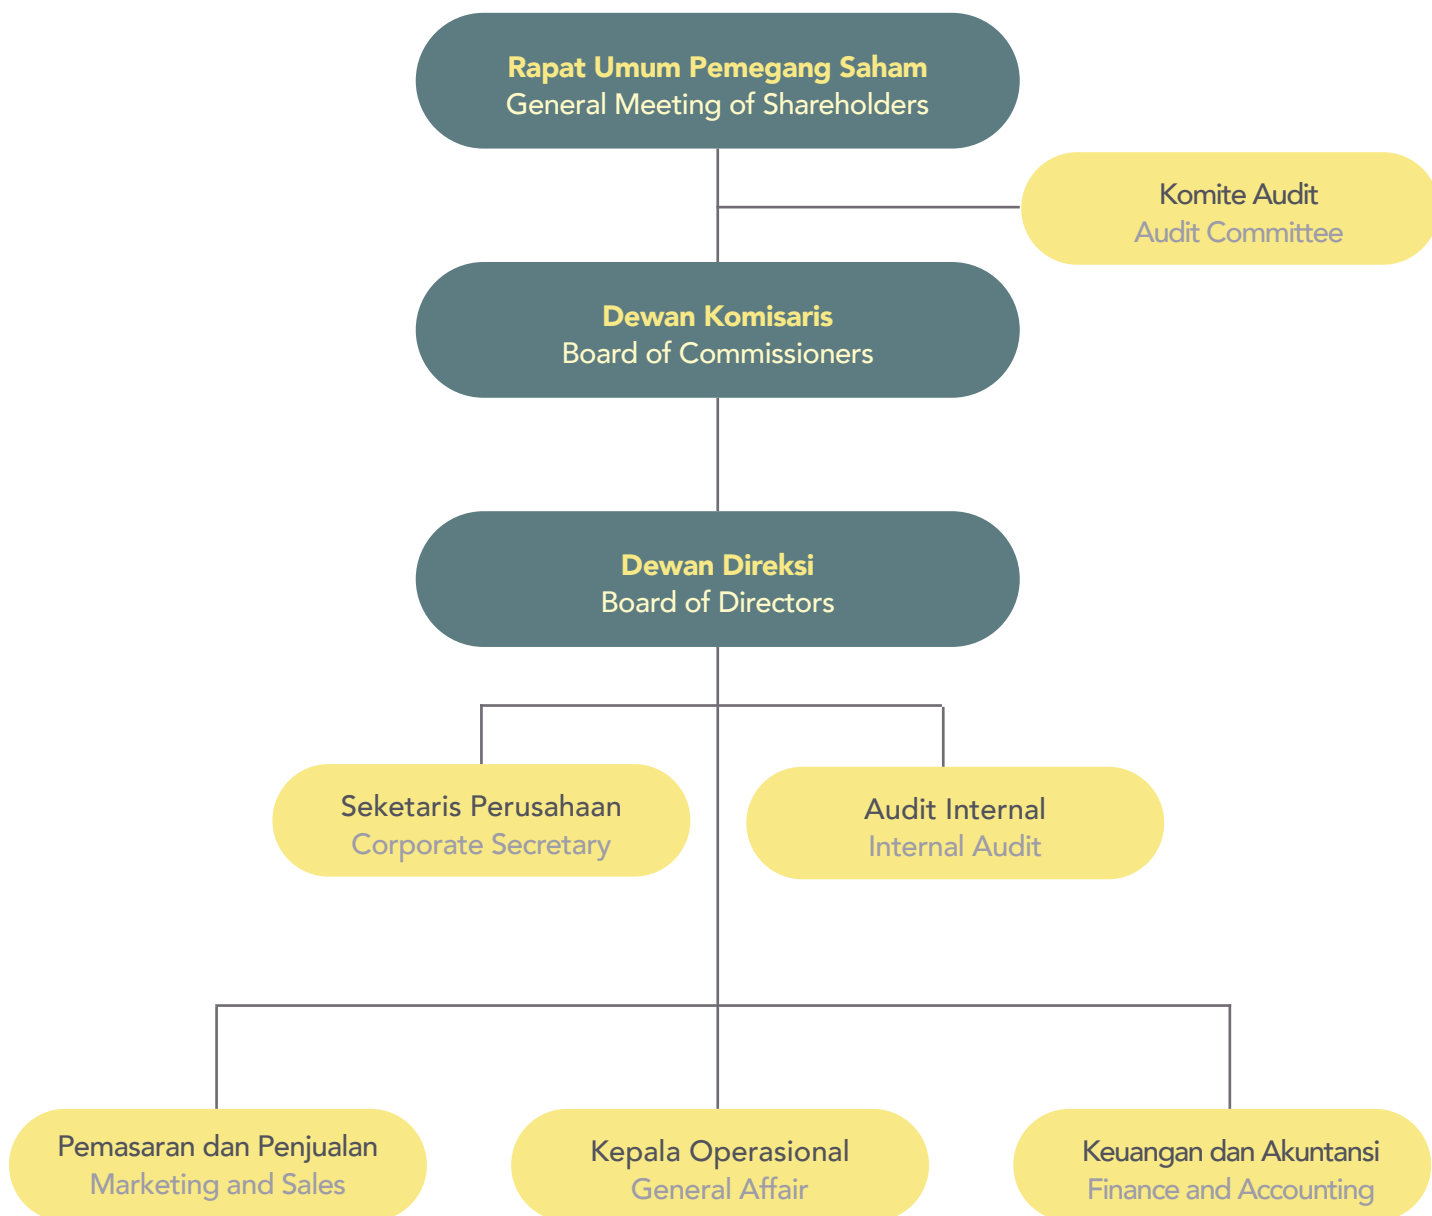 Rapat Umum Pemegang Saham
General Meeting of Shareholders
Komite Audit
Audit Committee
Dewan Komisaris
Board of Commissioners
Dewan Direksi
Board of Directors
Seketaris Perusahaan
Corporate Secretary
Audit Internal
Internal Audit
Pemasaran dan Penjualan
Marketing and Sales
Kepala Operasional
General Affair
Keuangan dan Akuntansi
Finance and Accounting